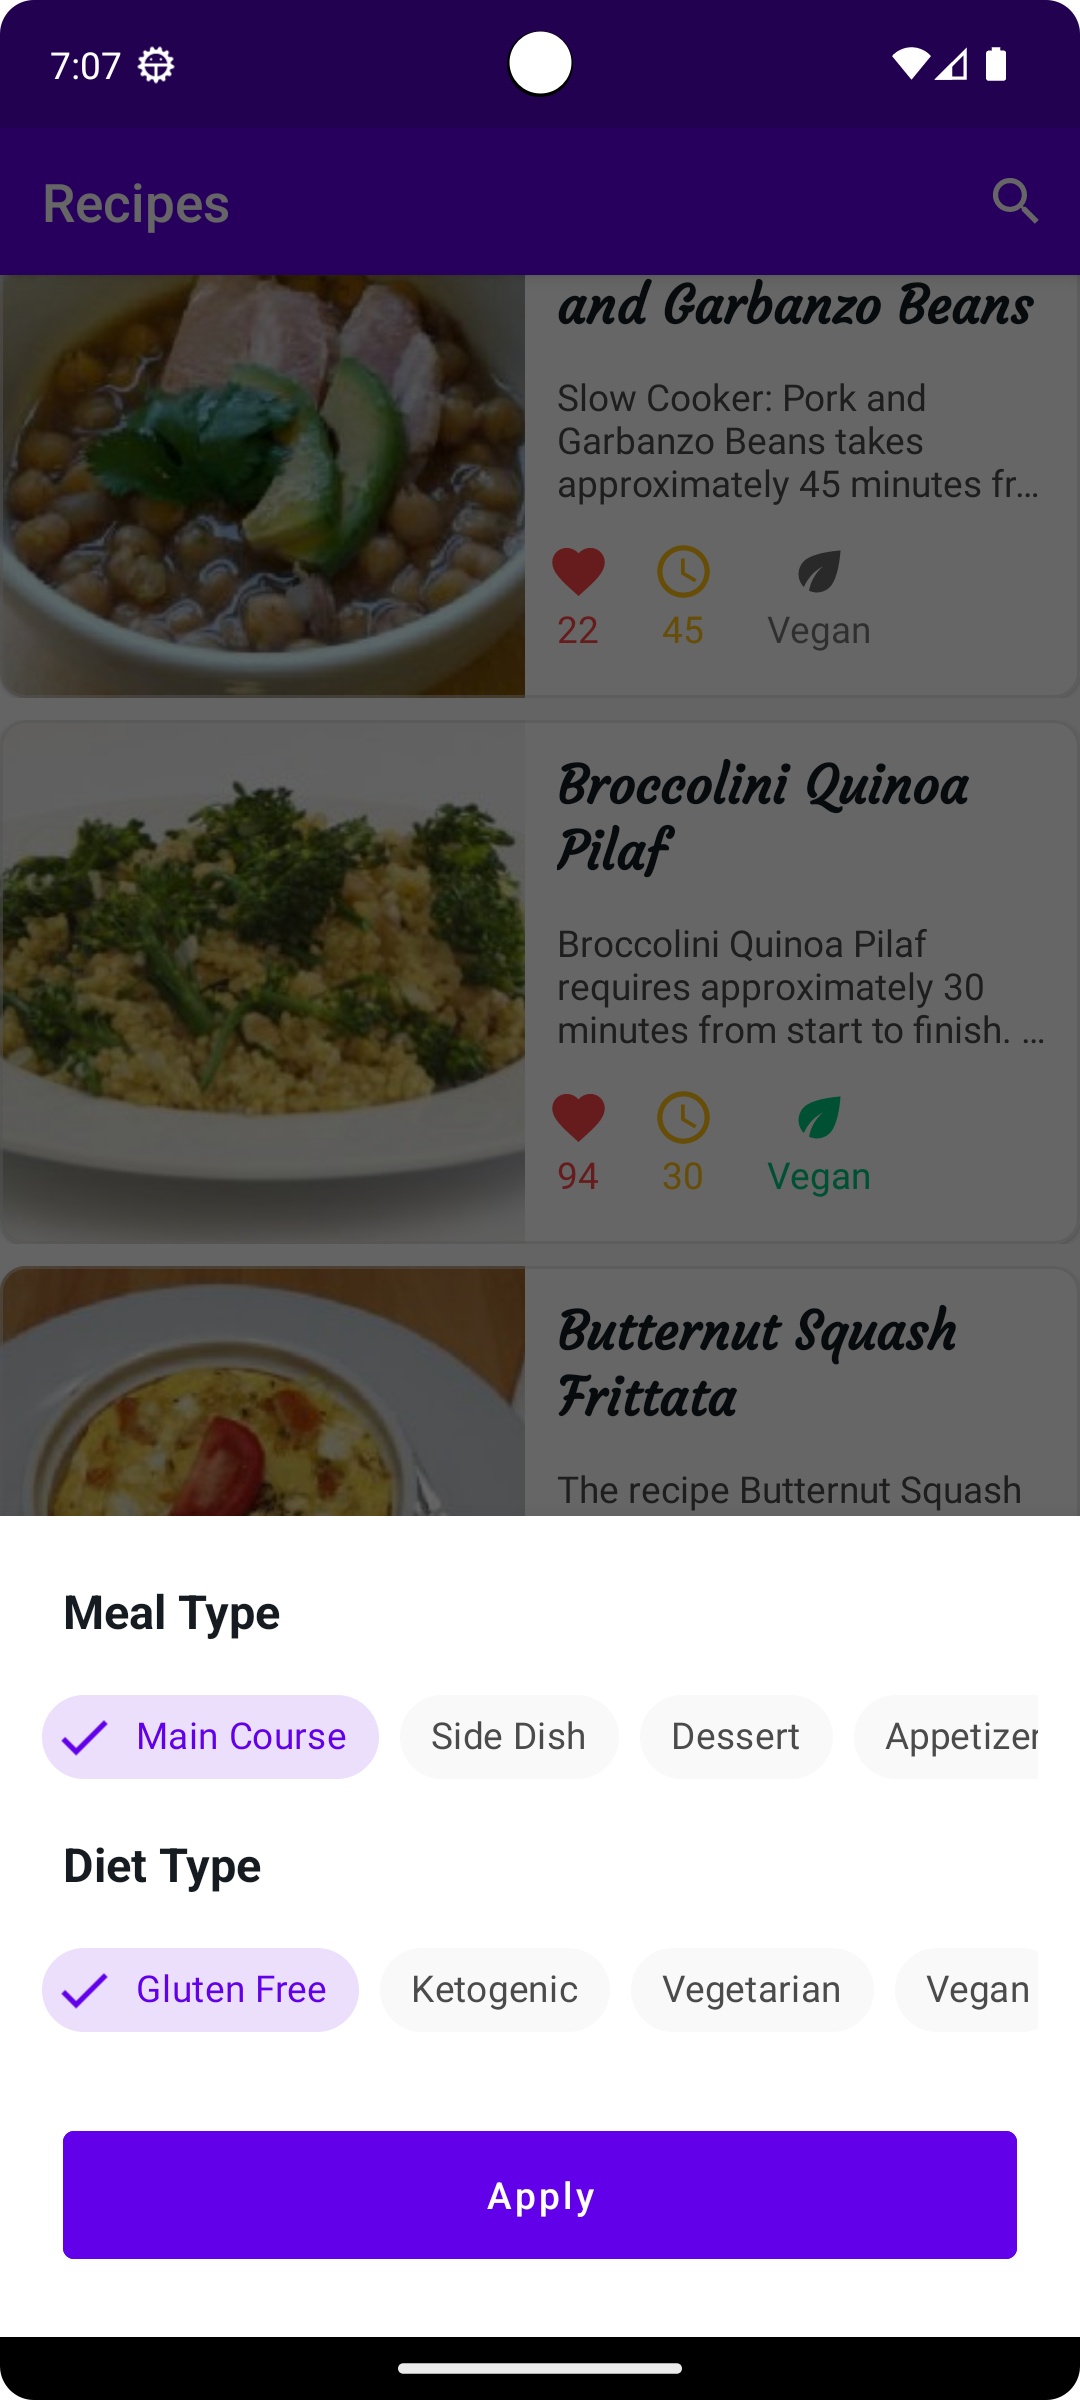 7:07
Recipes
and Garbanzo Beans
Slow Cooker: Pork and
Garbanzo Beans takes
approximately 45 minutes fr...
22
45
Vegan
Broccolini Quinoa
Pilaf
Broccolini Quinoa Pilaf
requires approximately 30
minutes from start to finish. ...
94
30
Vegan
Butternut Squash
Frittata
The recipe Butternut Squash
Meal Type
Main Course
Side Dish
Dessert
Appetizer
Diet Type
Gluten Free
Ketogenic
Vegetarian
Vegan
Apply